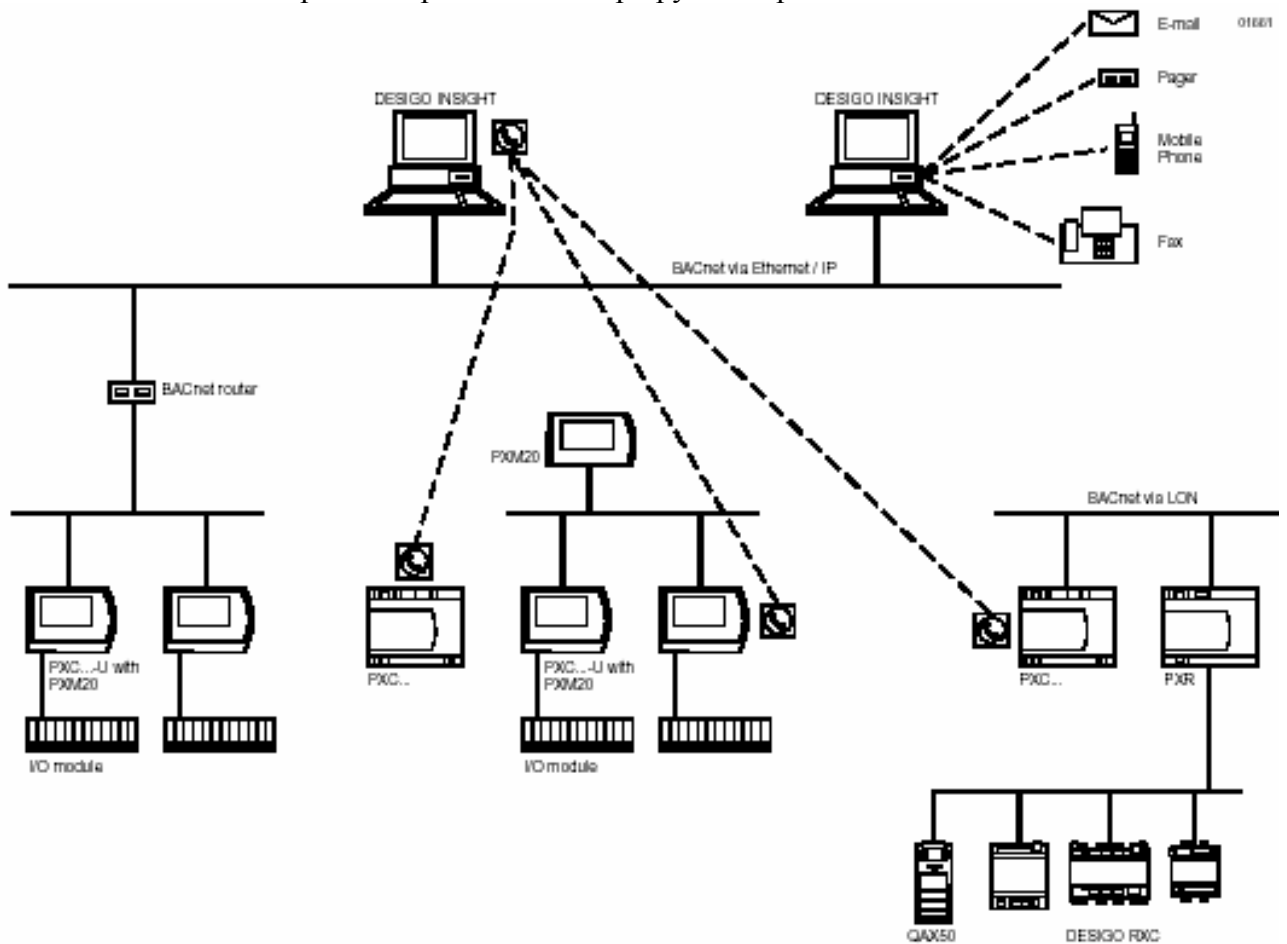 E-mail 01661
Pager
DESIGO INSIGHT DESIGO INSIGHT
Mobile
Phone
Fax
BACnet via Ethernet / IP
BACnet router
PXM20
BACnet via LON
PXC...-U with
PXM20
PXC...
PXC...-U with
PXM20
PXC...
PXR
I/O module
I/O module
QAX50
DESIGO RXC